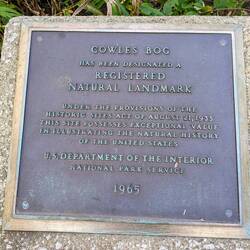 COWLES BOG
HAS BEEN DESIGNATED A
REGISTERED
NATURAL LANDMARK
UNDER THE PROVISIONS OF THE
HISTORIC SITES ACT OF AUGUST 21, 1935
THIS SITE POSSESSES EXCEPTIONAL VALUE
IN ILLUSTRATING THE NATURAL HISTORY
OF THE UNITED STATES
U.S. DEPARTMENT OF THE INTERIOR
NATIONAL PARK SERVICE
1965